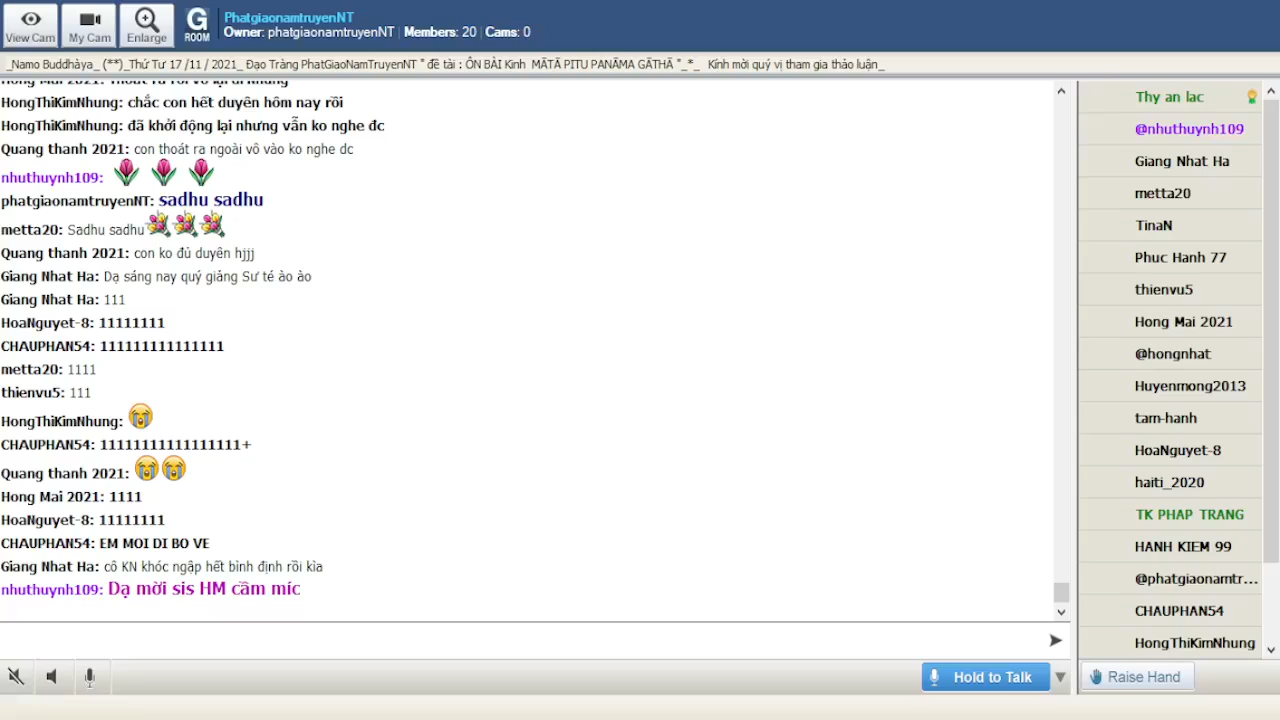 View Cam
My Cam
Enlarge
G
ROOM
PhatgiaonamtruyenNT
Owner: phatgiaonamtruyenNT | Members: 20 | Cams: 0
_Namo Buddhàya_ (**)_Thứ Tư 17 /11 / 2021_ Đạo Tràng PhatGiaoNamTruyenNT " đề tài : ÔN BÀI Kinh MÃTÃ PITU PANÃMA GÃTHÃ "_*_ Kính mời quý vị tham gia thảo luận_
Hong Mai 2021: Thoát ra rồi vô lại đi Nhung
HongThiKimNhung: chắc con hết duyên hôm nay rồi
HongThiKimNhung: đã khởi động lại nhưng vẫn ko nghe đc
Quang thanh 2021: con thoát ra ngoài vô vào ko nghe dc
nhuthuynh109:
phatgiaonamtruyenNT: sadhu sadhu
metta20: Sadhu sadhu
Quang thanh 2021: con ko đủ duyên hjjj
Giang Nhat Ha: Dạ sáng nay quý giảng Sư té ào ào
Giang Nhat Ha: 111
HoaNguyet-8: 11111111
CHAUPHAN54: 111111111111111
metta20: 1111
thienvu5: 111
HongThiKimNhung:
CHAUPHAN54: 11111111111111111+
Quang thanh 2021:
Hong Mai 2021: 1111
HoaNguyet-8: 11111111
CHAUPHAN54: EM MOI DI BO VE
Giang Nhat Ha: cô KN khóc ngập hết bình định rồi kìa
nhuthuynh109: Dạ mời sis HM cầm míc
Thy an lac
@nhuthuynh109
Giang Nhat Ha
metta20
TinaN
Phuc Hanh 77
thienvu5
Hong Mai 2021
@hongnhat
Huyenmong2013
tam-hanh
HoaNguyet-8
haiti_2020
TK PHAP TRANG
HANH KIEM 99
@phatgiaonamtr...
CHAUPHAN54
HongThiKimNhung
Hold to Talk
Raise Hand